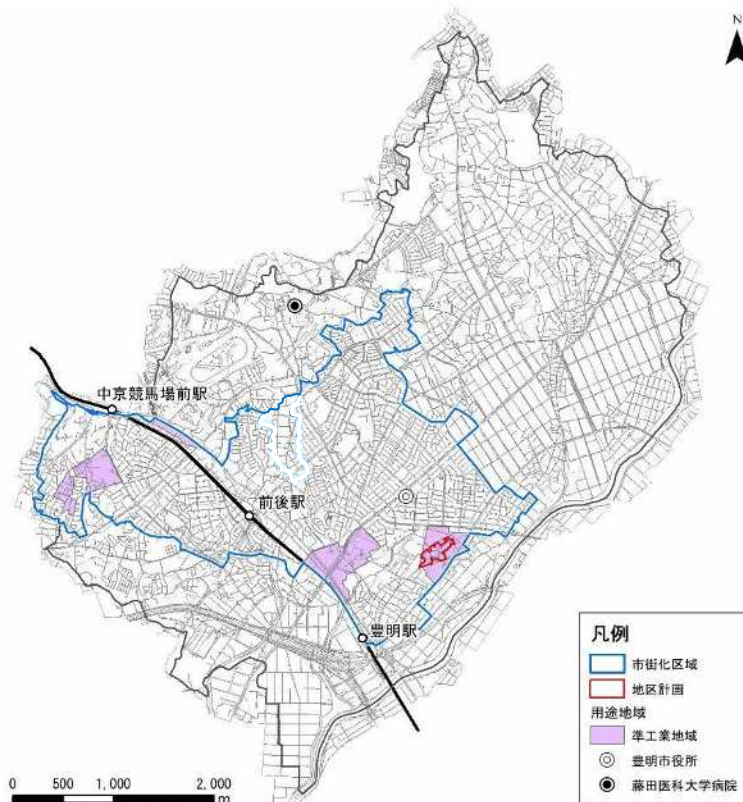 N
中京競馬場前駅
前後駅
豊明駅
凡例
市街化区域
地区計画
用途地域
準工業地域
豊明市役所
藤田医科大学病院
0 500 1,000 2,000
m